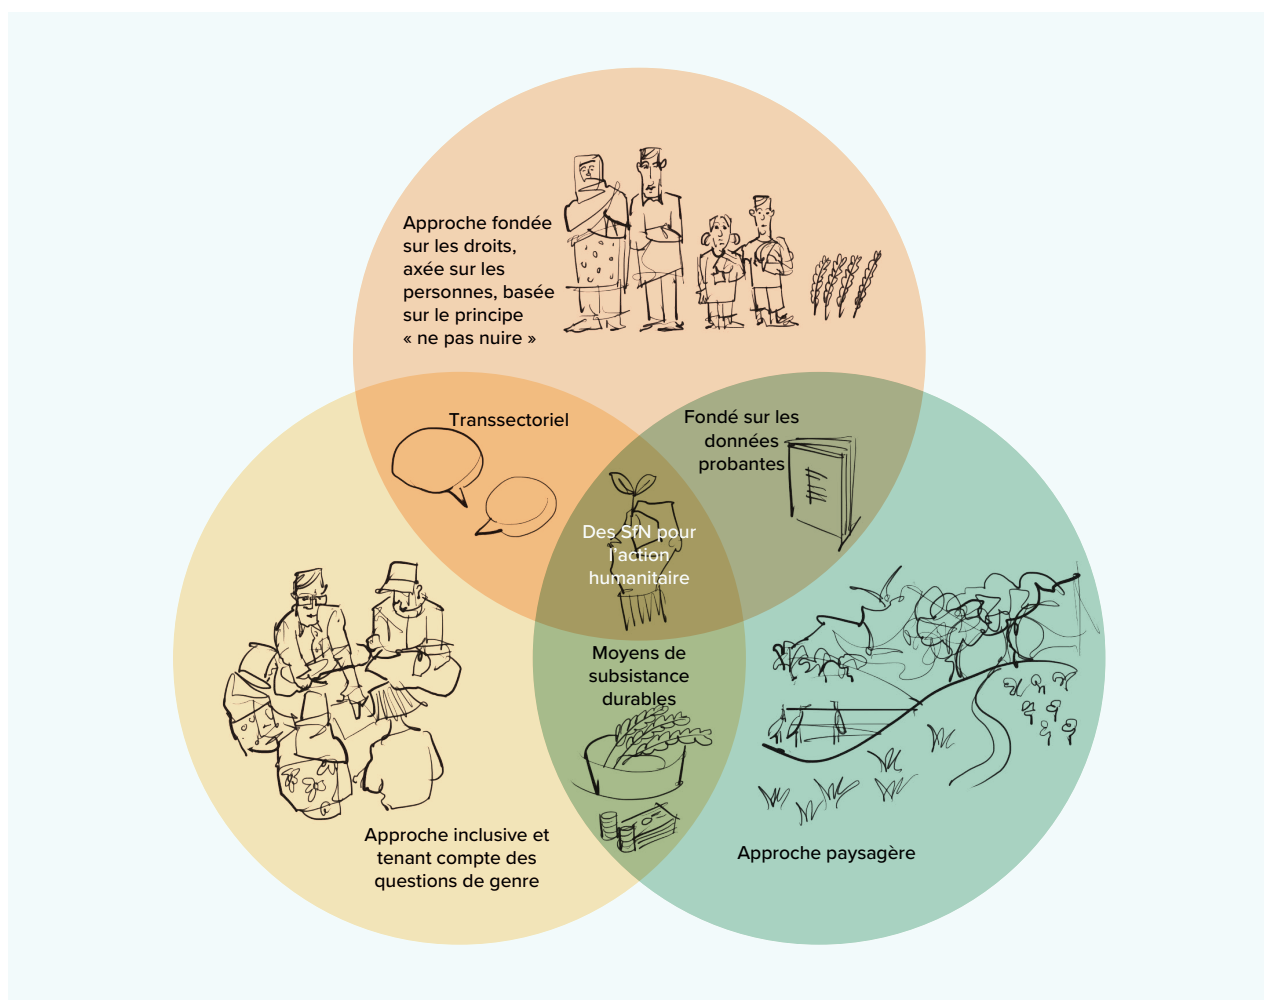 Approche fondée
sur les droits,
axée sur les
personnes, basée
sur le principe
« ne pas nuire »
Transsectoriel
Fondé sur les
données
probantes
Des SfN pour
l'action
humanitaire
Moyens de
subsistance
durables
Approche inclusive et
tenant compte des
questions de genre
Approche paysagère